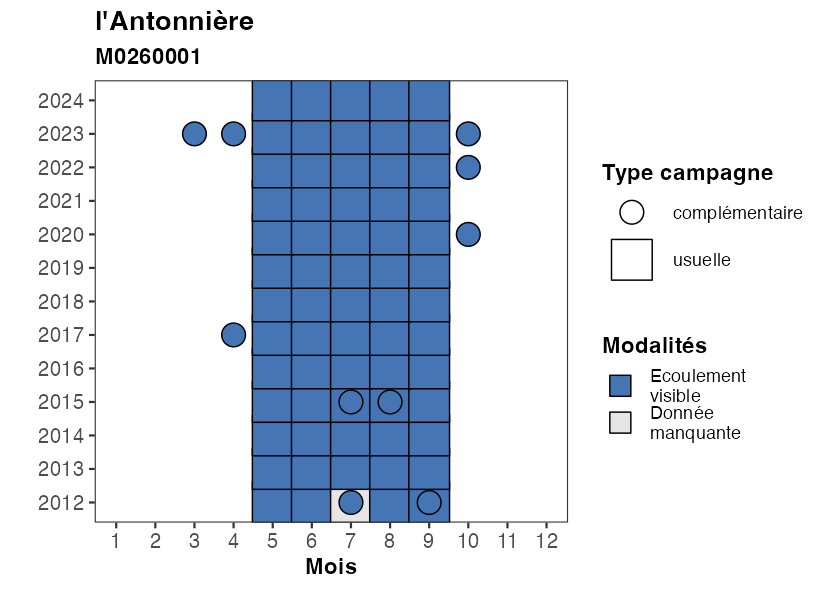 l'Antonnière
M0260001
2024
2023
2022
2021
2020
2019
2018
2017
2016
2015
2014
2013
2012
1 2 3 4 5 6 7 8 9 10 11 12
Mois
Type campagne
complémentaire
usuelle
Modalités
Ecoulement
visible
Donnée
manquante